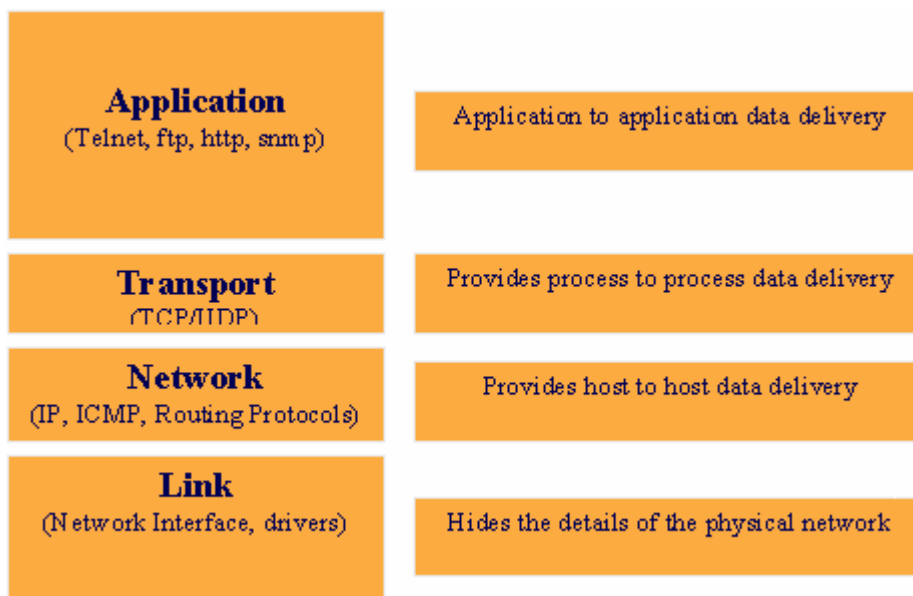 Application
(Telnet, ftp, http, snmp)
Application to application data delivery
Transport
(TCP/UDP)
Provides process to process data delivery
Network
(IP, ICMP, Routing Protocols)
Provides host to host data delivery
Link
(Network Interface, drivers)
Hides the details of the physical network